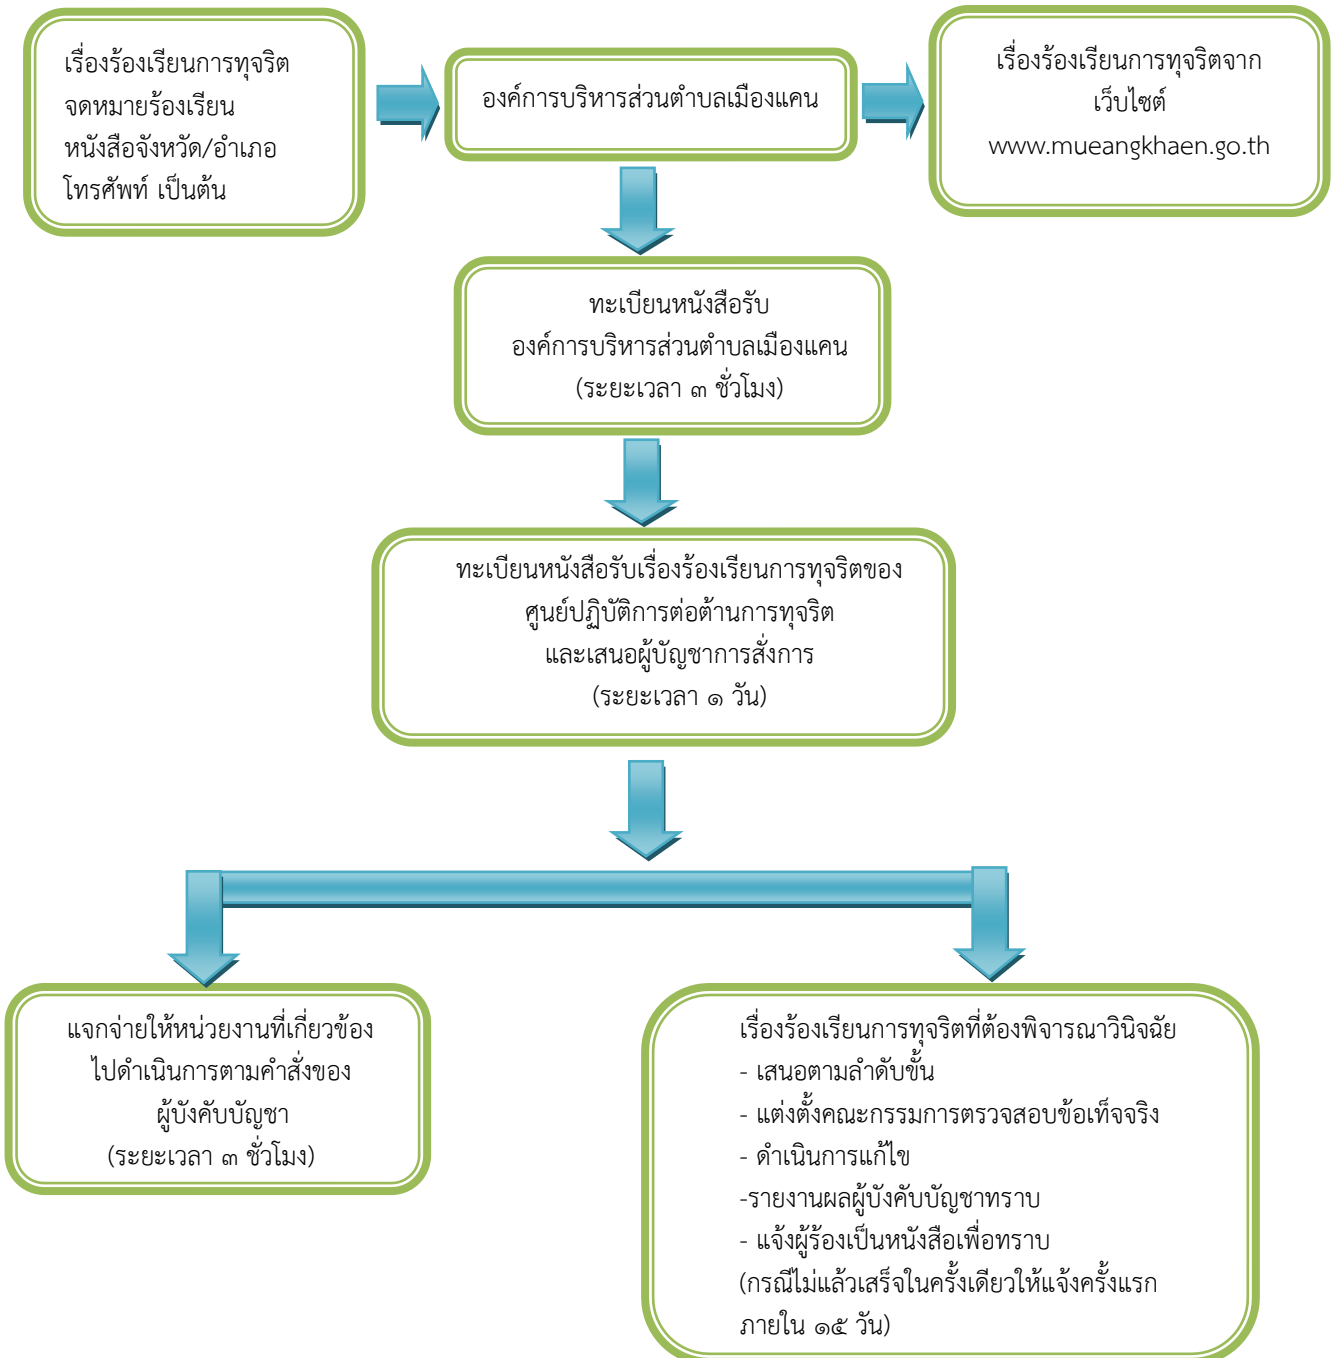 เรื่องร้องเรียนการทุจริต
จดหมายร้องเรียน
หนังสือจังหวัด/อำเภอ
โทรศัพท์ เป็นต้น
องค์การบริหารส่วนตำบลเมืองแคน
เรื่องร้องเรียนการทุจริตจาก
เว็บไซต์
www.mueangkhaen.go.th
ทะเบียนหนังสือรับ
องค์การบริหารส่วนตำบลเมืองแคน
(ระยะเวลา ๓ ชั่วโมง)
ทะเบียนหนังสือรับเรื่องร้องเรียนการทุจริตของ
ศูนย์ปฏิบัติการต่อต้านการทุจริต
และเสนอผู้บัญชาการสั่งการ
(ระยะเวลา ๑ วัน)
แจกจ่ายให้หน่วยงานที่เกี่ยวข้อง
ไปดำเนินการตามคำสั่งของ
ผู้บังคับบัญชา
(ระยะเวลา ๓ ชั่วโมง)
เรื่องร้องเรียนการทุจริตที่ต้องพิจารณาวินิจฉัย
- เสนอตามลำดับขั้น
- แต่งตั้งคณะกรรมการตรวจสอบข้อเท็จจริง
- ดำเนินการแก้ไข
-รายงานผลผู้บังคับบัญชาทราบ
- แจ้งผู้ร้องเป็นหนังสือเพื่อทราบ
(กรณีไม่แล้วเสร็จในครั้งเดียวให้แจ้งครั้งแรก
ภายใน ๑๕ วัน)